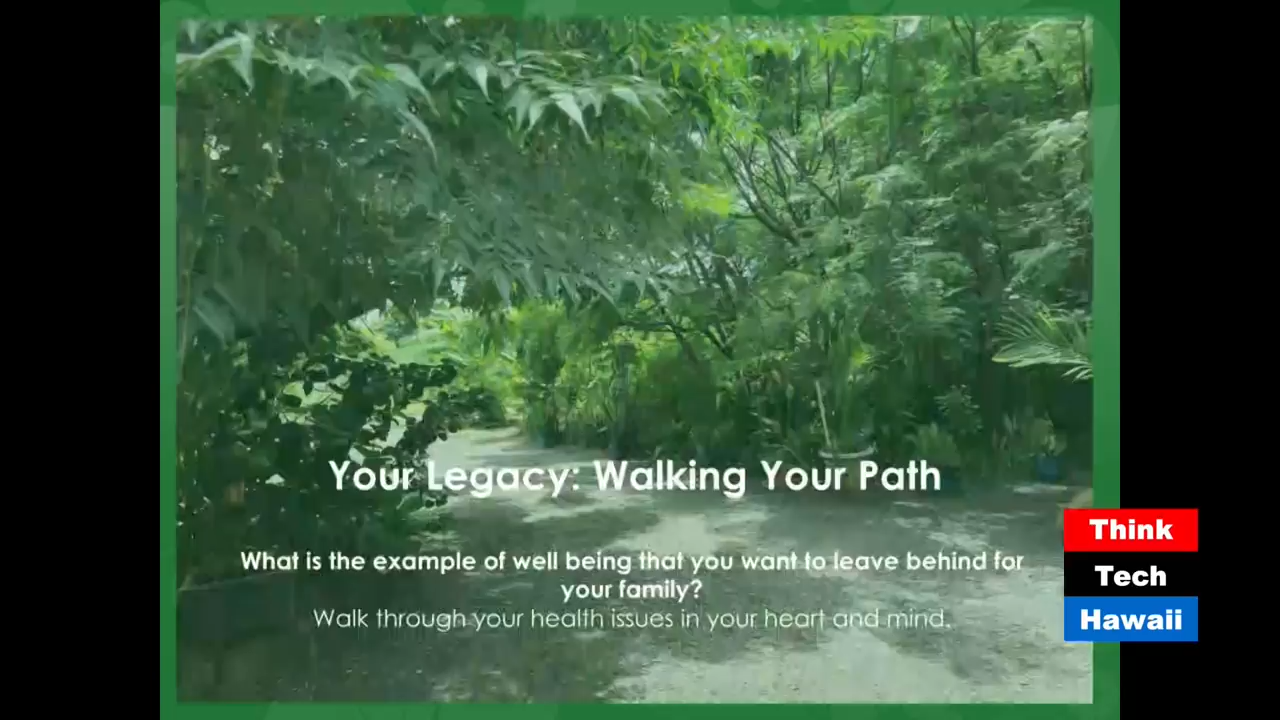 Your Legacy: Walking Your Path
What is the example of well being that you want to leave behind for
your family?
Walk through your health issues in your heart and mind.
Think
Tech
Hawaii